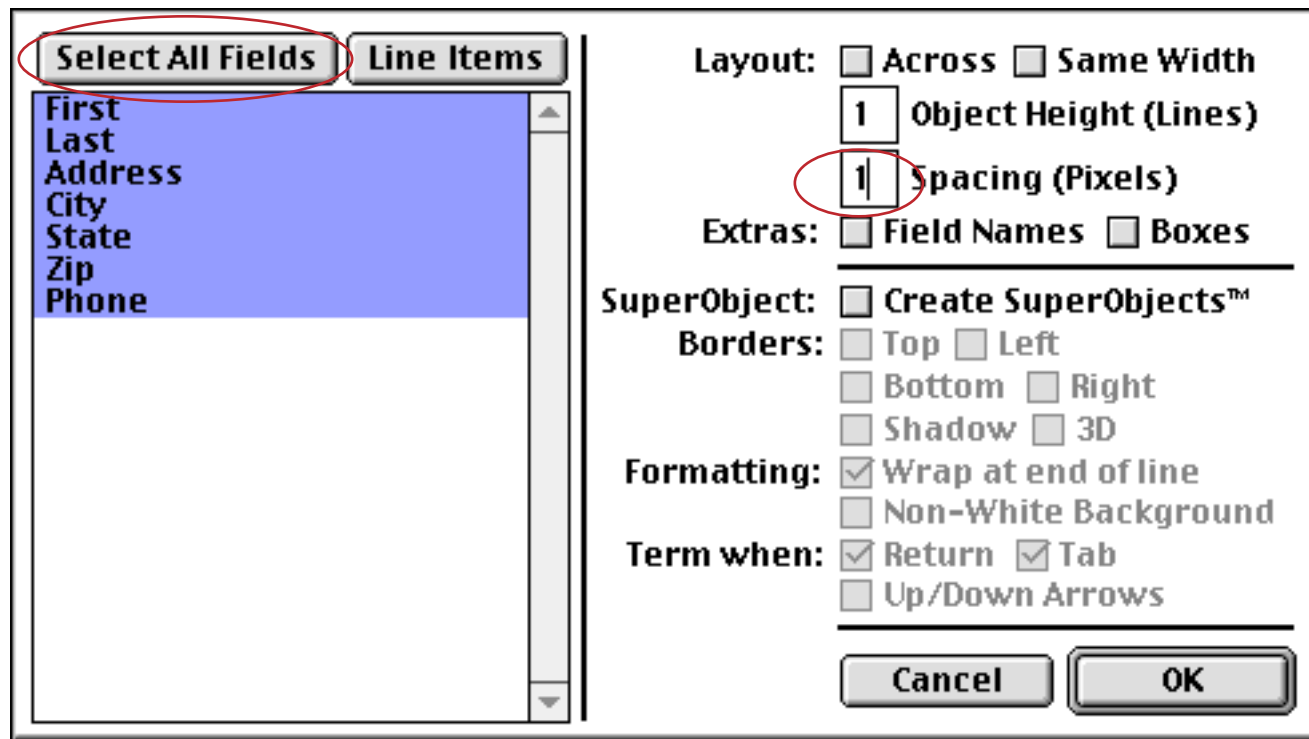 Select All Fields Line Items
First
Last
Address
City
State
Zip
Phone
Layout: Across Same Width
1 Object Height (Lines)
1 Spacing (Pixels)
Extras: Field Names Boxes
SuperObject: Create SuperObjects™
Borders: Top Left
Bottom Right
Shadow 3D
Formatting: Wrap at end of line
Non-White Background
Term when: Return Tab
Up/Down Arrows
Cancel OK